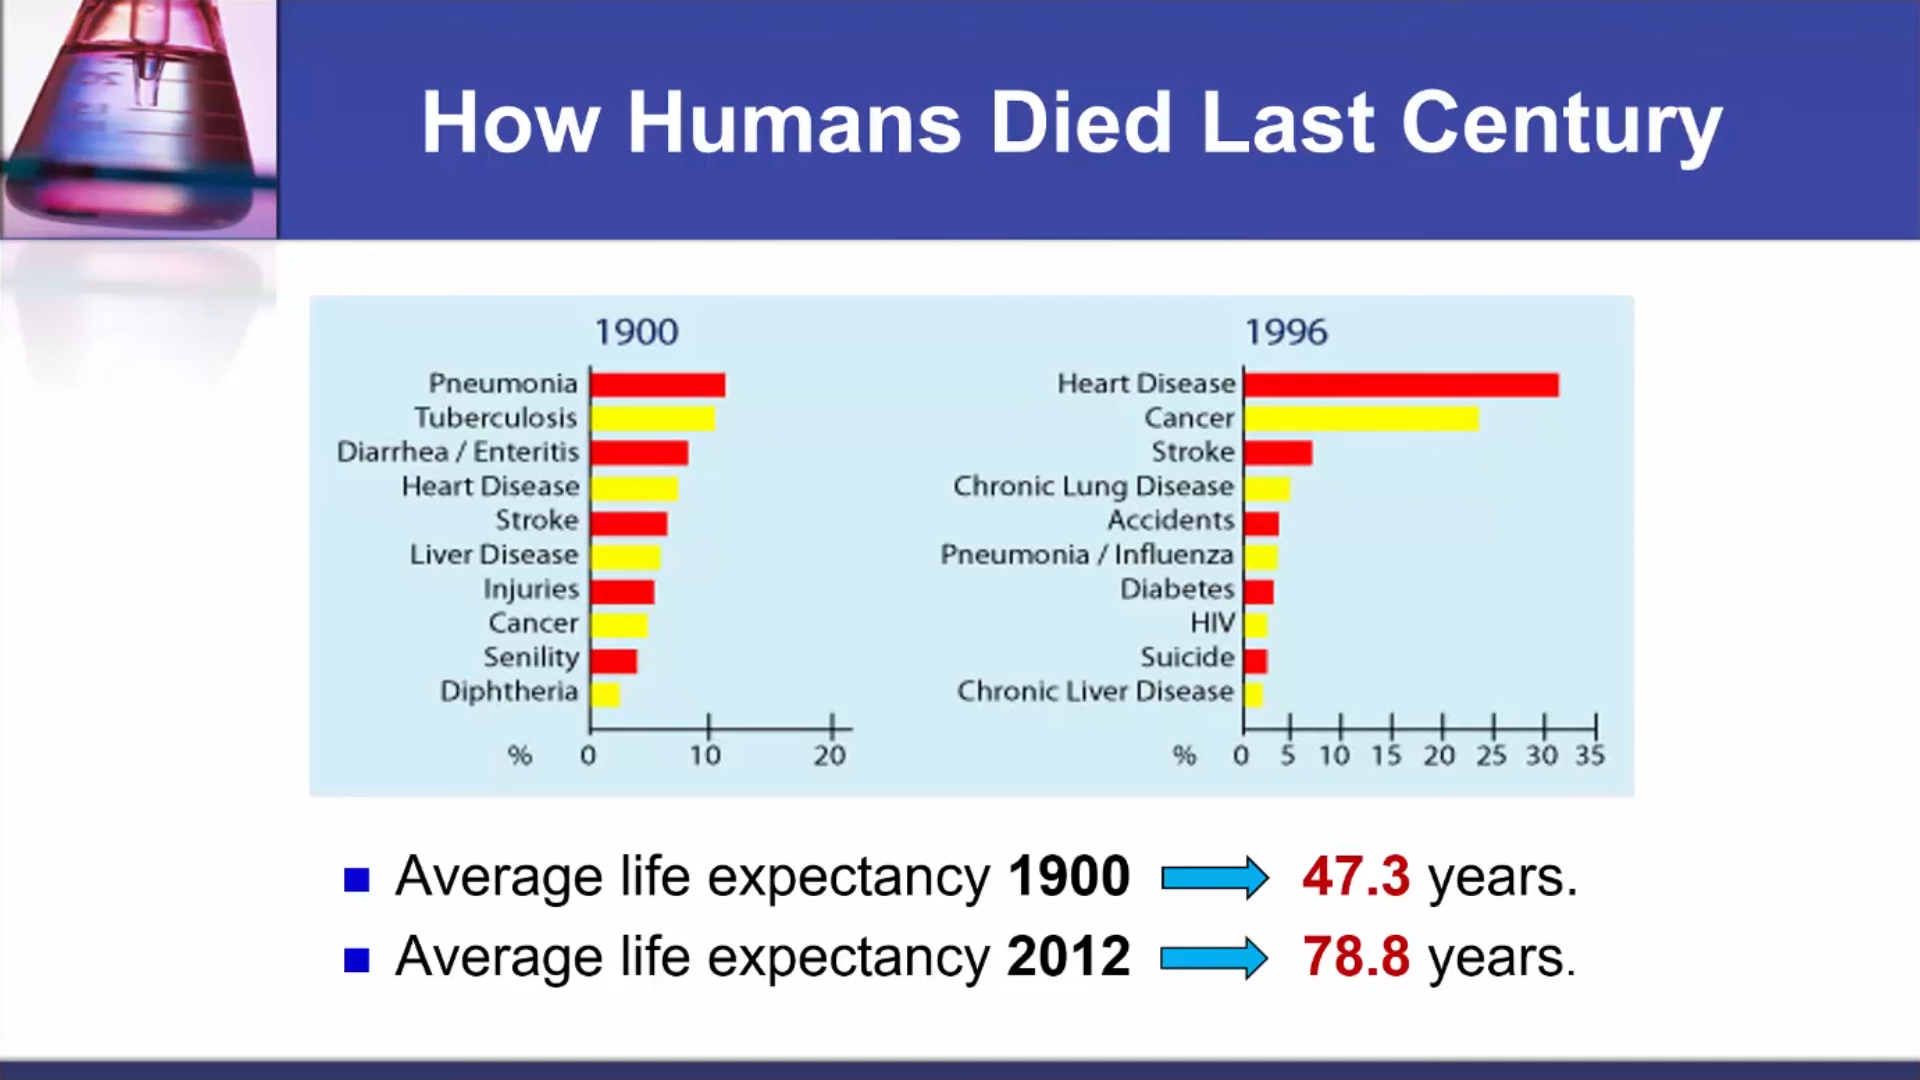 How Humans Died Last Century
1900
Pneumonia
Tuberculosis
Diarrhea / Enteritis
Heart Disease
Stroke
Liver Disease
Injuries
Cancer
Senility
Diphtheria
% 0 10 20
1996
Heart Disease
Cancer
Stroke
Chronic Lung Disease
Accidents
Pneumonia / Influenza
Diabetes
HIV
Suicide
Chronic Liver Disease
% 0 5 10 15 20 25 30 35
Average life expectancy 1900 47.3 years.
Average life expectancy 2012 78.8 years.